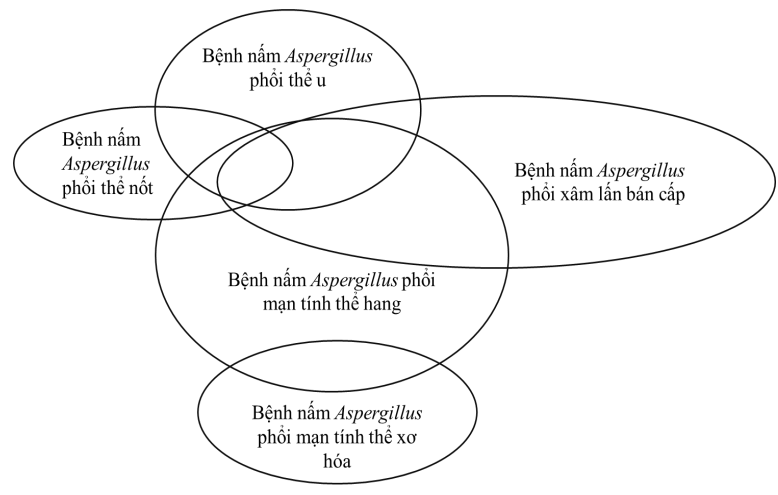 Bệnh nấm Aspergillus
phổi thể u
Bệnh nấm
Aspergillus
phổi thể nốt
Bệnh nấm Aspergillus
phổi xâm lấn bán cấp
Bệnh nấm Aspergillus phổi
mạn tính thể hang
Bệnh nấm Aspergillus
phổi mạn tính thể xơ
hóa